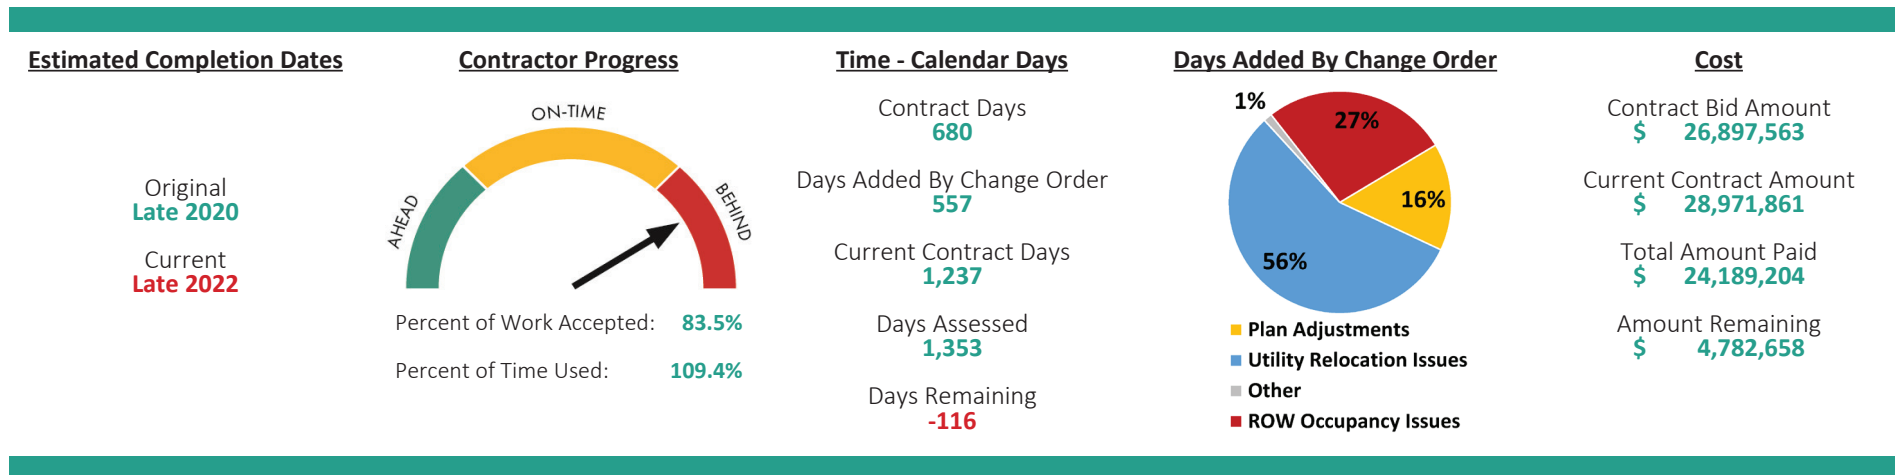 Estimated Completion Dates
Original
Late 2020
Current
Late 2022
Contractor Progress
AHEAD
ON-TIME
BEHIND
Percent of Work Accepted: 83.5%
Percent of Time Used: 109.4%
Time - Calendar Days
Contract Days
680
Days Added By Change Order
557
Current Contract Days
1,237
Days Assessed
1,353
Days Remaining
-116
Days Added By Change Order
1%
27%
16%
56%
Plan Adjustments
Utility Relocation Issues
Other
ROW Occupancy Issues
Cost
Contract Bid Amount
$ 26,897,563
Current Contract Amount
$ 28,971,861
Total Amount Paid
$ 24,189,204
Amount Remaining
$ 4,782,658